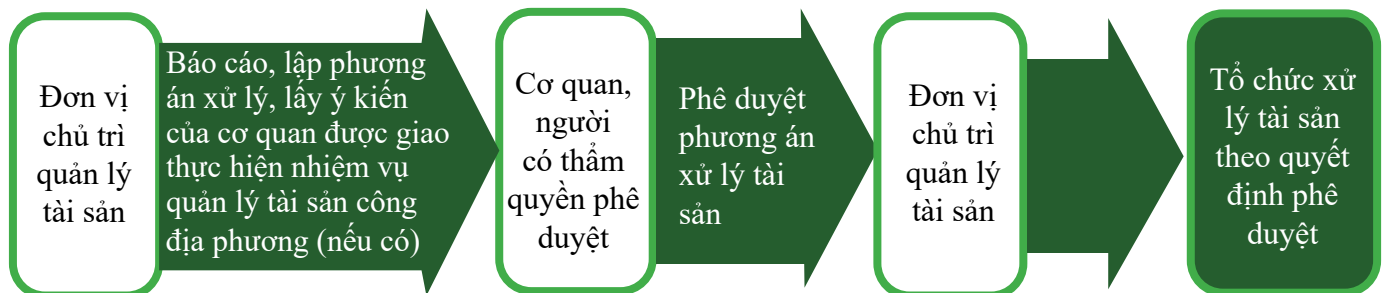 Đơn vị
chủ trì
quản lý
tài sản
Báo cáo, lập phương
án xử lý, lấy ý kiến
của cơ quan được giao
thực hiện nhiệm vụ
quản lý tài sản công
địa phương (nếu có)
Cơ quan,
người
có thẩm
quyền phê
duyệt
Phê duyệt
phương án
xử lý tài
sản
Đơn vị
chủ trì
quản lý
tài sản
Tổ chức xử
lý tài sản
theo quyết
định phê
duyệt